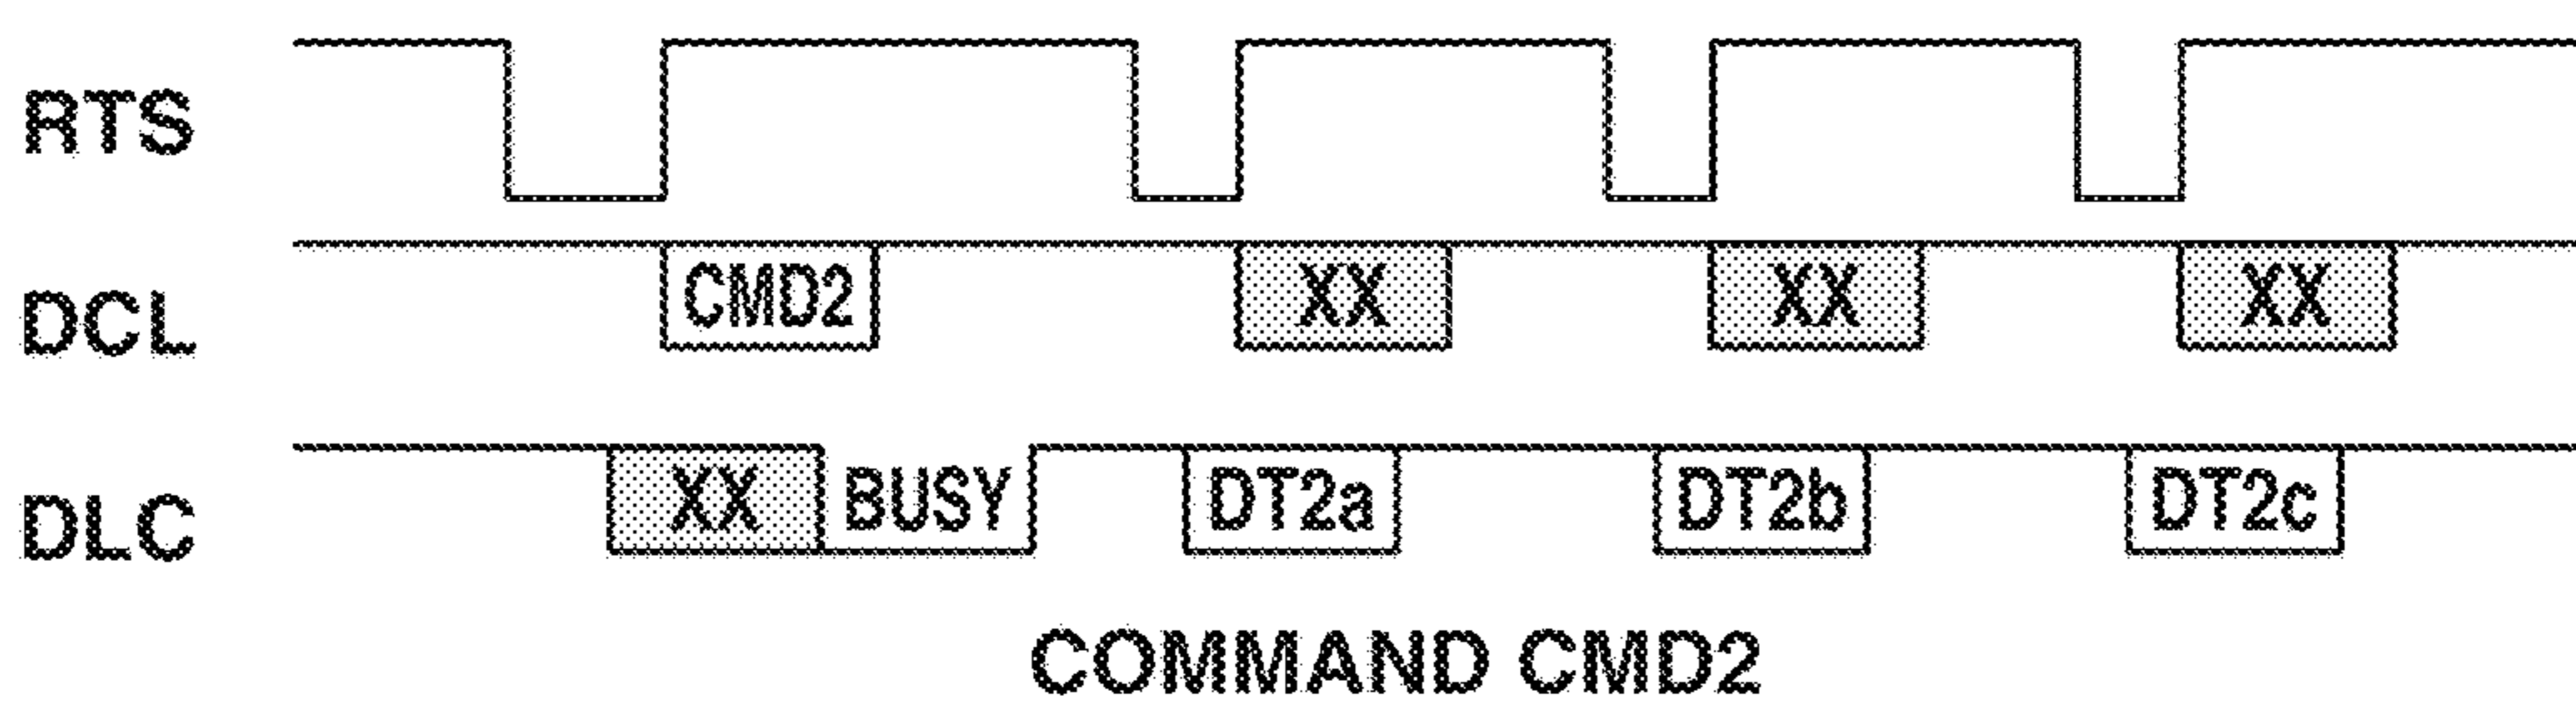 RTS
DCL CMD2 XX XX XX
DLC XX BUSY DT2a DT2b DT2c
COMMAND CMD2